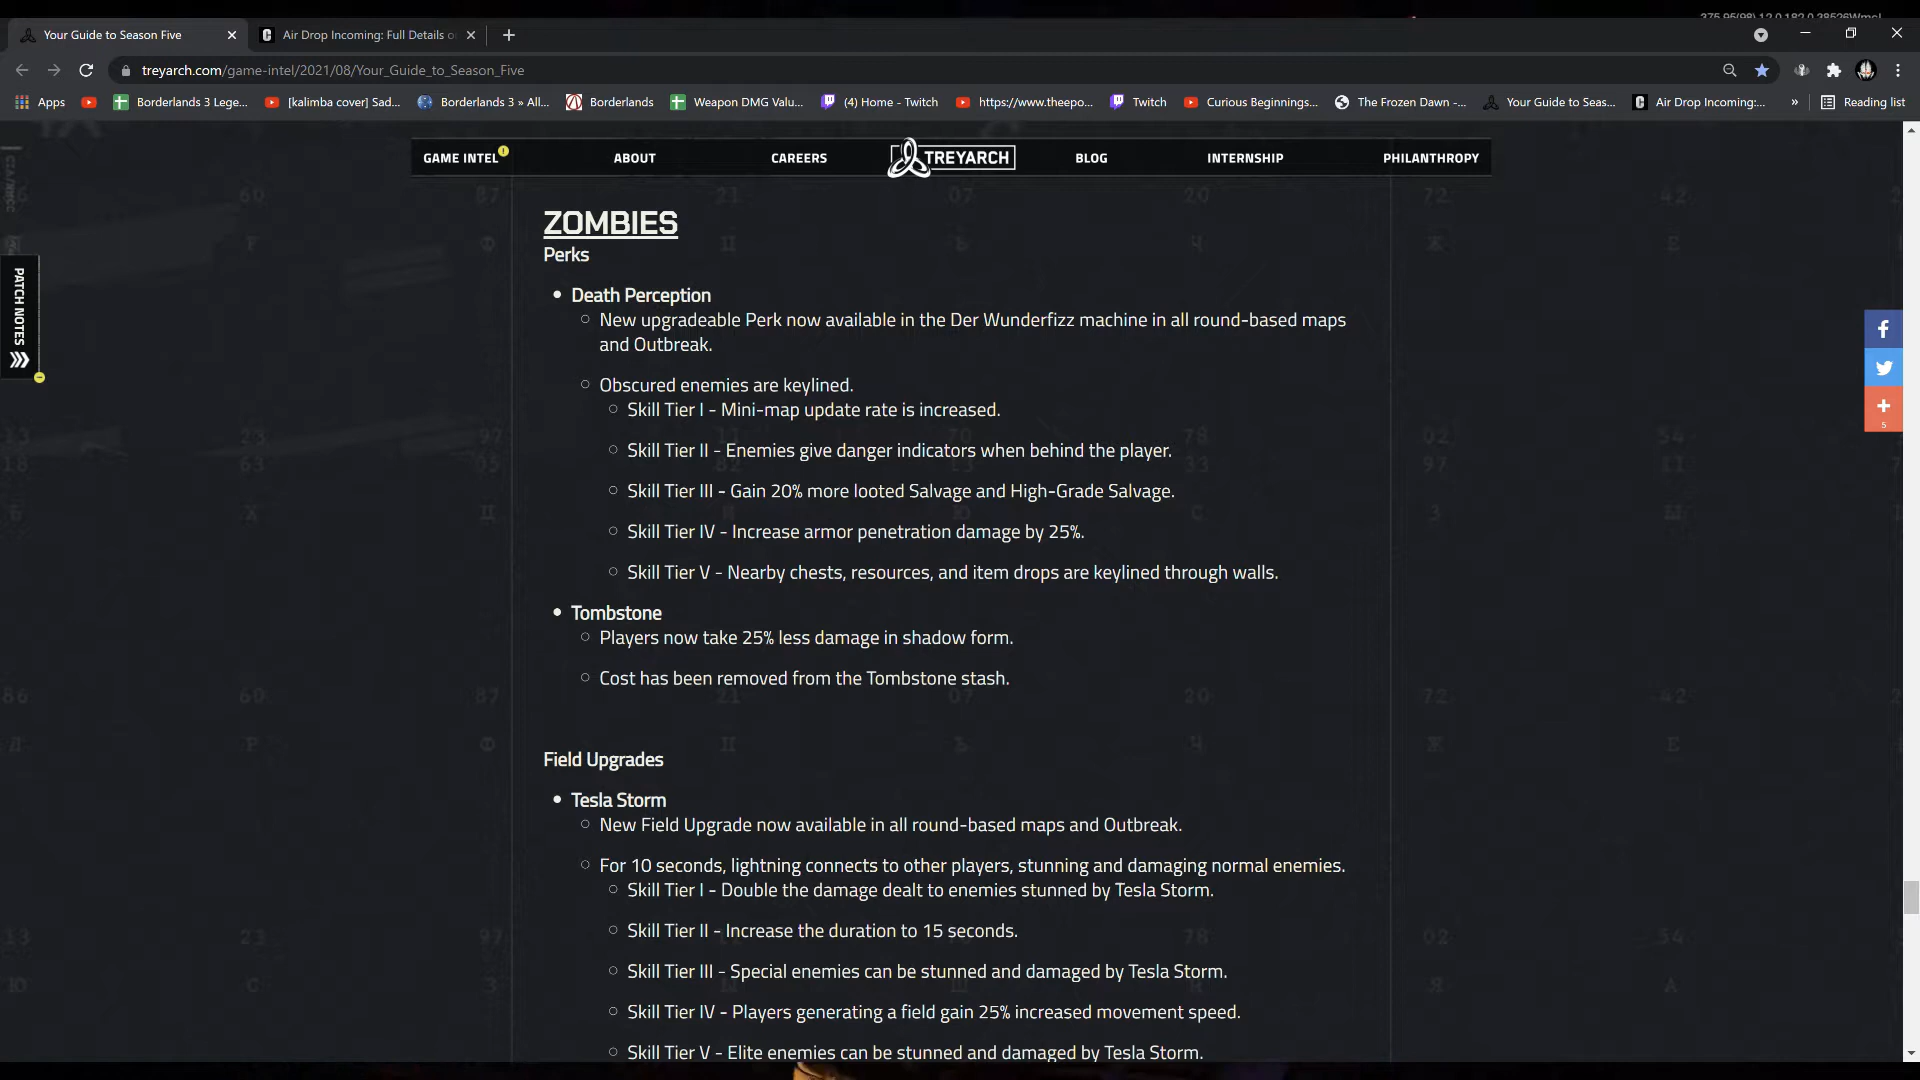 375.95(98) 12.0.182.0.28526Wmcl
Your Guide to Season Five
Air Drop Incoming: Full Details o
treyarch.com/game-intel/2021/08/Your_Guide_to_Season_Five
Apps
Borderlands 3 Lege...
[kalimba cover] Sad...
Borderlands 3 » All...
Borderlands
Weapon DMG Valu...
(4) Home - Twitch
https://www.theepo...
Twitch
Curious Beginnings...
The Frozen Dawn -...
Your Guide to Seas...
Air Drop Incoming:...
»
Reading list
GAME INTEL
ABOUT
CAREERS
TREYARCH
BLOG
INTERNSHIP
PHILANTHROPY
PATCH NOTES
ZOMBIES
Perks
Death Perception
New upgradeable Perk now available in the Der Wunderfizz machine in all round-based maps
and Outbreak.
Obscured enemies are keylined.
Skill Tier I - Mini-map update rate is increased.
Skill Tier II - Enemies give danger indicators when behind the player.
Skill Tier III - Gain 20% more looted Salvage and High-Grade Salvage.
Skill Tier IV - Increase armor penetration damage by 25%.
Skill Tier V - Nearby chests, resources, and item drops are keylined through walls.
Tombstone
Players now take 25% less damage in shadow form.
Cost has been removed from the Tombstone stash.
Field Upgrades
Tesla Storm
New Field Upgrade now available in all round-based maps and Outbreak.
For 10 seconds, lightning connects to other players, stunning and damaging normal enemies.
Skill Tier I - Double the damage dealt to enemies stunned by Tesla Storm.
Skill Tier II - Increase the duration to 15 seconds.
Skill Tier III - Special enemies can be stunned and damaged by Tesla Storm.
Skill Tier IV - Players generating a field gain 25% increased movement speed.
Skill Tier V - Elite enemies can be stunned and damaged by Tesla Storm.
5